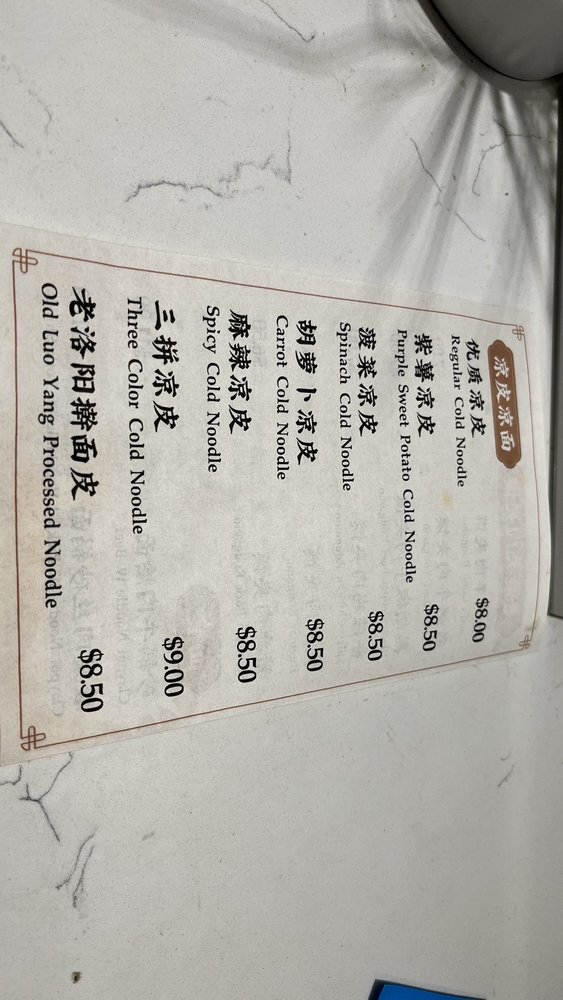 凉皮凉面
优质凉皮
Regular Cold Noodle $8.00
紫薯凉皮
Purple Sweet Potato Cold Noodle $8.50
菠菜凉皮
Spinach Cold Noodle $8.50
胡萝卜凉皮
Carrot Cold Noodle $8.50
麻辣凉皮
Spicy Cold Noodle $8.50
三拼凉皮
Three Color Cold Noodle $9.00
老洛阳擀面皮
Old Luo Yang Processed Noodle $8.50